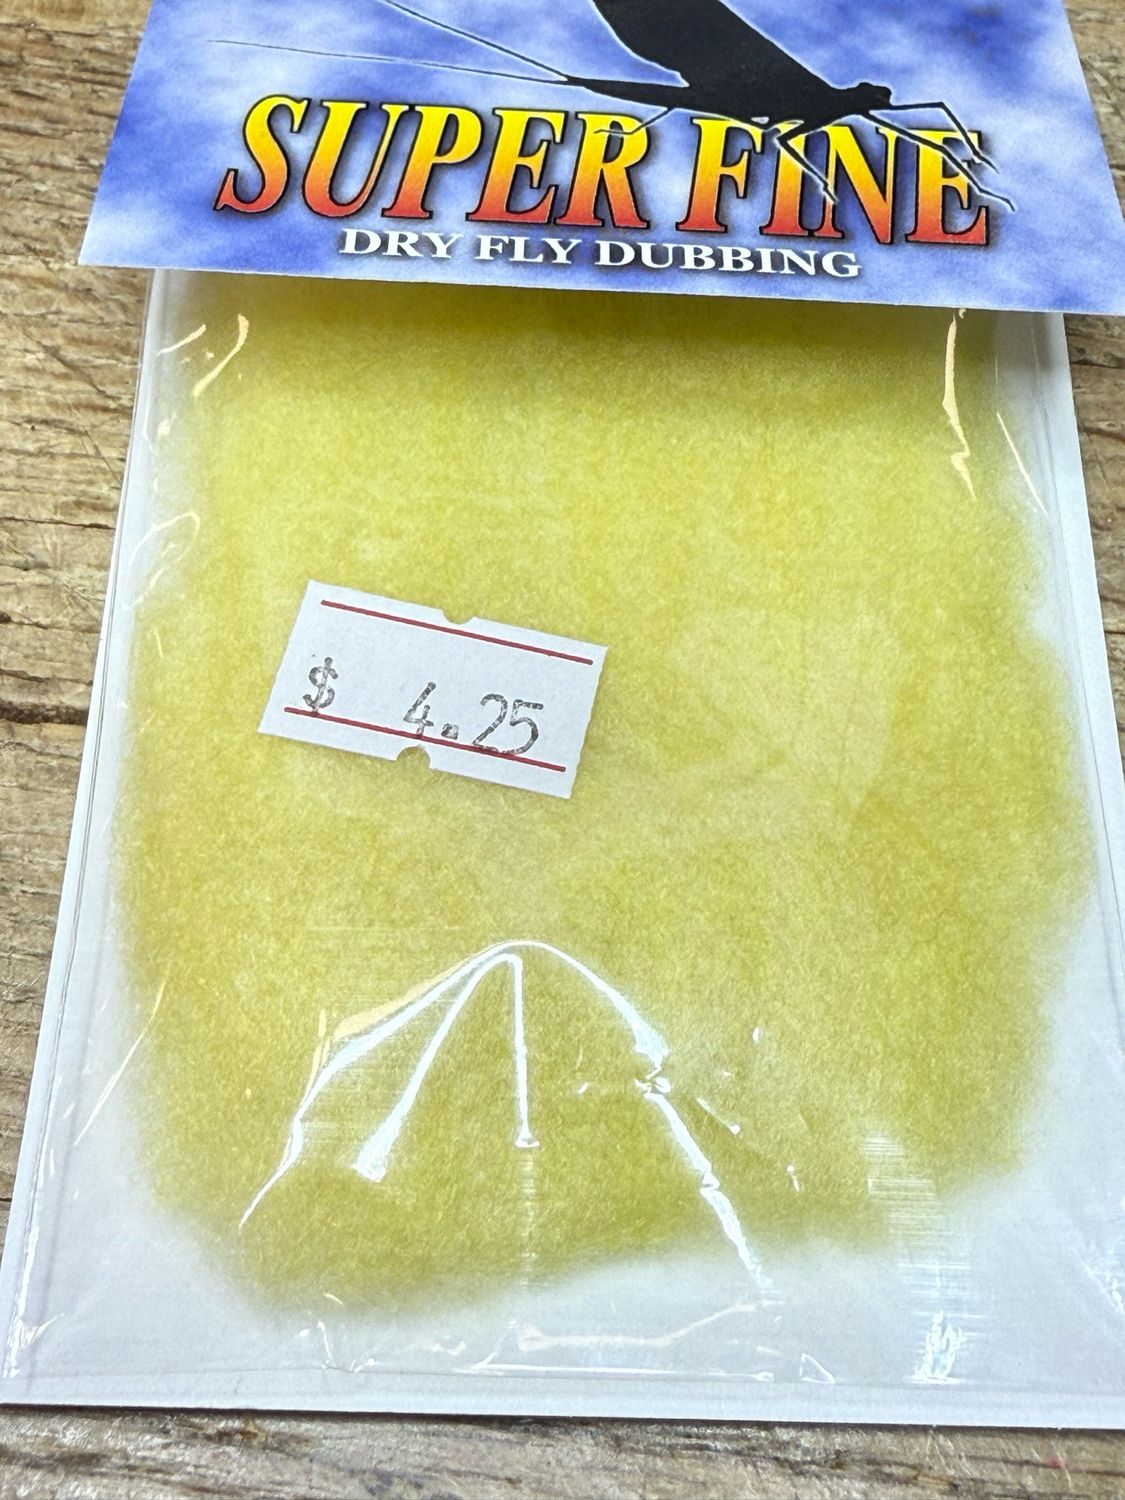 SUPER FINE
DRY FLY DUBBING
$ 4.25